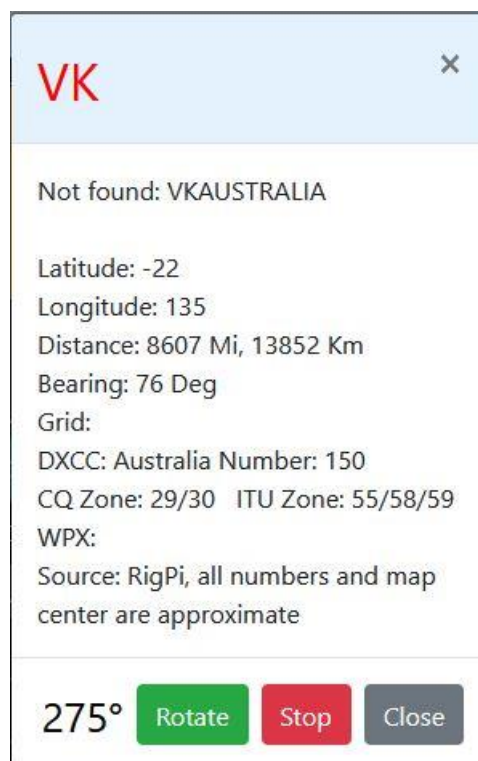 VK
×
Not found: VKAUSTRALIA
Latitude: -22
Longitude: 135
Distance: 8607 Mi, 13852 Km
Bearing: 76 Deg
Grid:
DXCC: Australia Number: 150
CQ Zone: 29/30   ITU Zone: 55/58/59
WPX:
Source: RigPi, all numbers and map
center are approximate
275° Rotate Stop Close